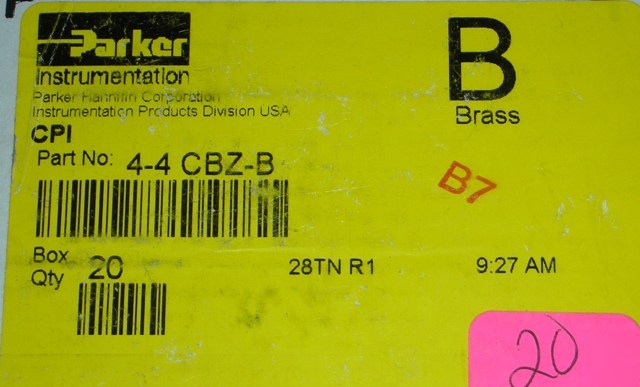 Parker
Instrumentation
Parker Hannifin Corporation
Instrumentation Products Division USA
CPI
Part No: 4-4 CBZ-B
B
Brass
B7
Box Qty 20
28TN R1
9:27 AM
20